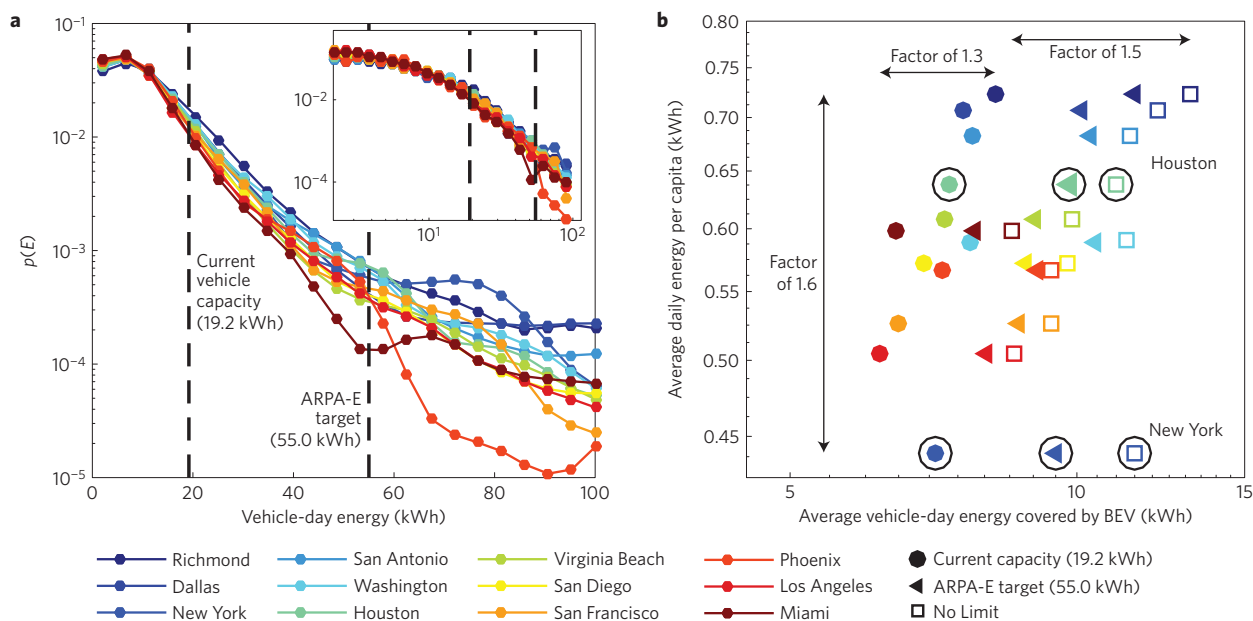 a
10⁻¹
10⁻²
10⁻³
10⁻⁴
10⁻⁵
p(E)
0
20
40
60
80
100
Vehicle-day energy (kWh)
Current
vehicle
capacity
(19.2 kWh)
ARPA-E
target
(55.0 kWh)
10⁻²
10⁻⁴
10¹
10²
b
0.80
0.75
0.70
0.65
0.60
0.55
0.50
0.45
Average daily energy per capita (kWh)
Factor of 1.3
Factor of 1.5
Factor
of 1.6
Houston
New York
5
10
15
Average vehicle-day energy covered by BEV (kWh)
Richmond
Dallas
New York
San Antonio
Washington
Houston
Virginia Beach
San Diego
San Francisco
Phoenix
Los Angeles
Miami
Current capacity (19.2 kWh)
ARPA-E target (55.0 kWh)
No Limit